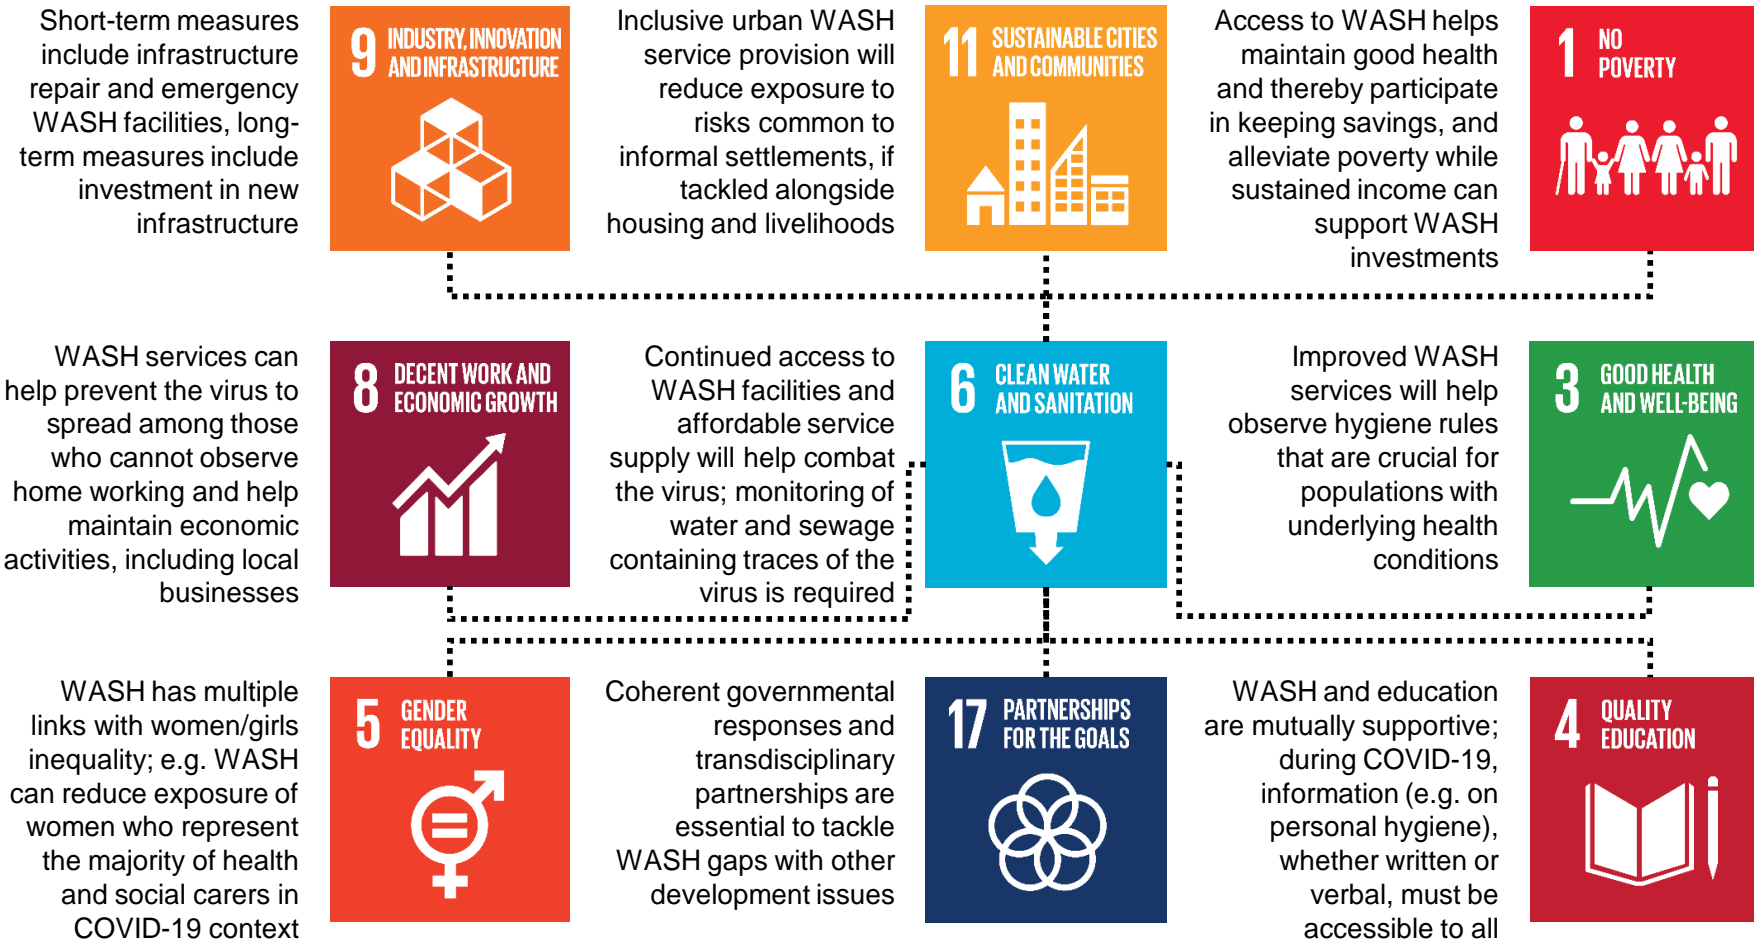 Short-term measures
include infrastructure
repair and emergency
WASH facilities, long-
term measures include
investment in new
infrastructure
9 INDUSTRY, INNOVATION
AND INFRASTRUCTURE
Inclusive urban WASH
service provision will
reduce exposure to
risks common to
informal settlements, if
tackled alongside
housing and livelihoods
11 SUSTAINABLE CITIES
AND COMMUNITIES
Access to WASH helps
maintain good health
and thereby participate
in keeping savings, and
alleviate poverty while
sustained income can
support WASH
investments
1 NO
POVERTY
WASH services can
help prevent the virus to
spread among those
who cannot observe
home working and help
maintain economic
activities, including local
businesses
8 DECENT WORK AND
ECONOMIC GROWTH
Continued access to
WASH facilities and
affordable service
supply will help combat
the virus; monitoring of
water and sewage
containing traces of the
virus is required
6 CLEAN WATER
AND SANITATION
Improved WASH
services will help
observe hygiene rules
that are crucial for
populations with
underlying health
conditions
3 GOOD HEALTH
AND WELL-BEING
WASH has multiple
links with women/girls
inequality; e.g. WASH
can reduce exposure of
women who represent
the majority of health
and social carers in
COVID-19 context
5 GENDER
EQUALITY
Coherent governmental
responses and
transdisciplinary
partnerships are
essential to tackle
WASH gaps with other
development issues
17 PARTNERSHIPS
FOR THE GOALS
WASH and education
are mutually supportive;
during COVID-19,
information (e.g. on
personal hygiene),
whether written or
verbal, must be
accessible to all
4 QUALITY
EDUCATION